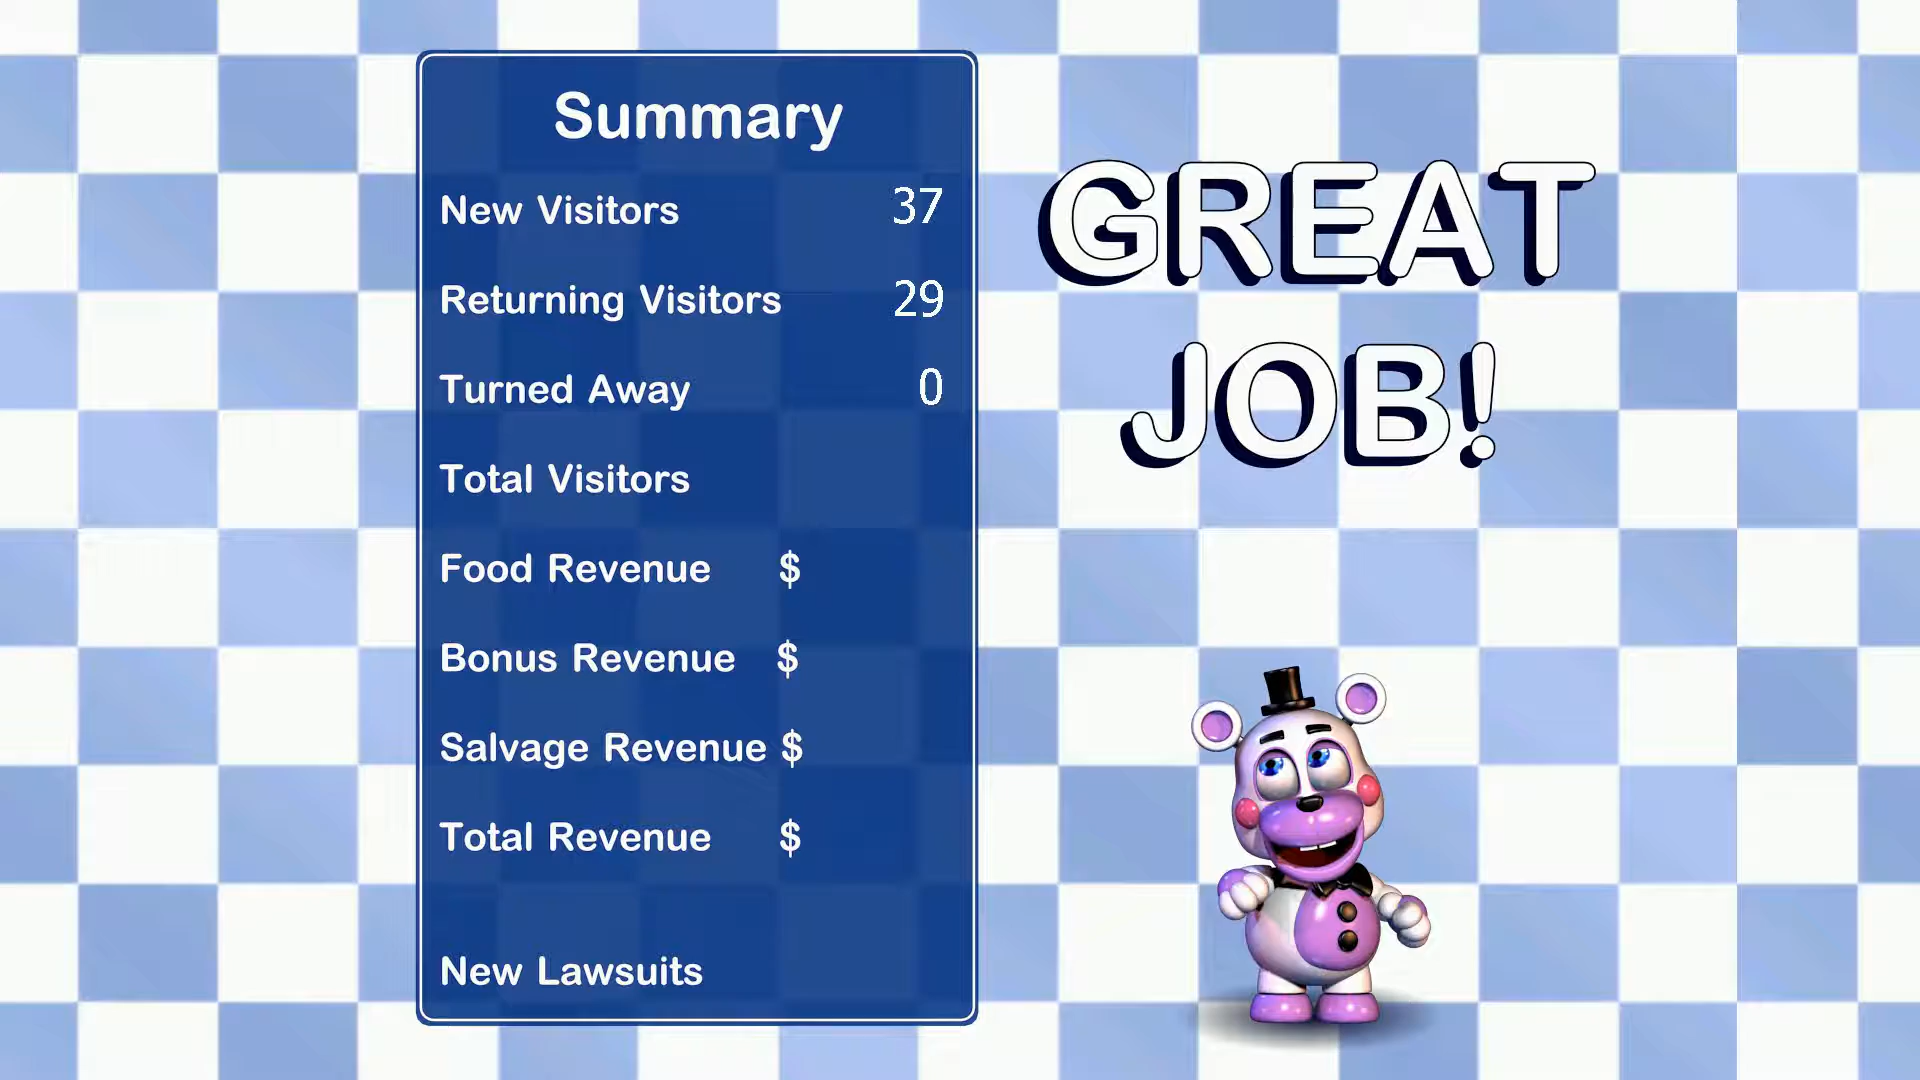 Summary
New Visitors 37
Returning Visitors 29
Turned Away 0
Total Visitors
Food Revenue $
Bonus Revenue $
Salvage Revenue $
Total Revenue $
New Lawsuits
GREAT
JOB!